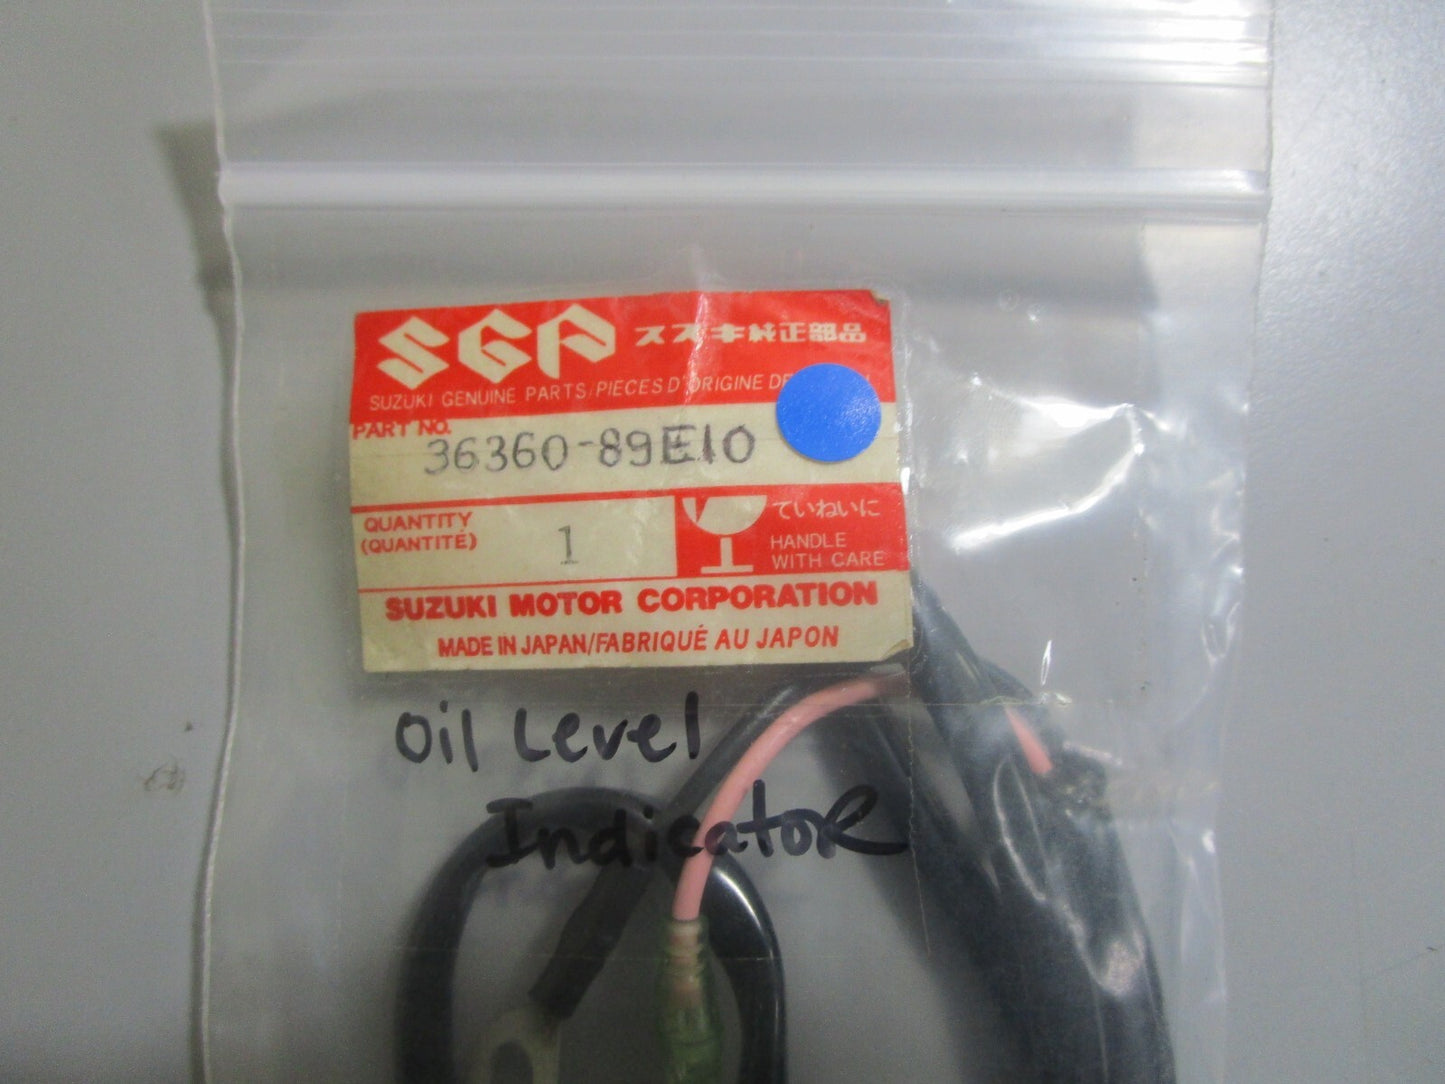 SGP スズキ純正部品
SUZUKI GENUINE PARTS/PIECES D'ORIGINE DE
PART NO.
36360-89E10
QUANTITY
(QUANTITÉ)
1
ていねいに
HANDLE
WITH CARE
SUZUKI MOTOR CORPORATION
MADE IN JAPAN/FABRIQUÉ AU JAPON
Oil Level
Indicator